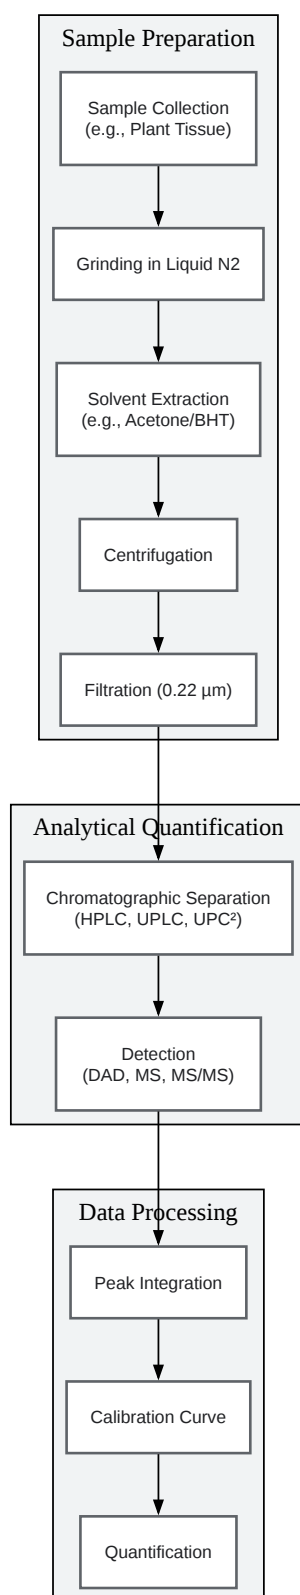 Sample Preparation
Sample Collection
(e.g., Plant Tissue)
Grinding in Liquid N2
Solvent Extraction
(e.g., Acetone/BHT)
Centrifugation
Filtration (0.22 µm)
Analytical Quantification
Chromatographic Separation
(HPLC, UPLC, UPC²)
Detection
(DAD, MS, MS/MS)
Data Processing
Peak Integration
Calibration Curve
Quantification